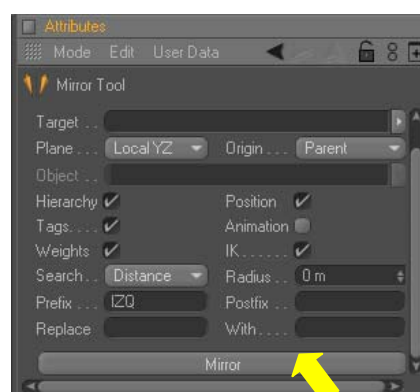 Attributes
Mode Edit User Data
Mirror Tool
Target . .
Plane . . . Local YZ Origin . . . Parent
Object . .
Hierarchy Position
Tags. . . . Animation
Weights IK. . . . . .
Search. . Distance Radius . . 0 m
Prefix . . . IZQ Postfix . .
Replace With. . . .
Mirror